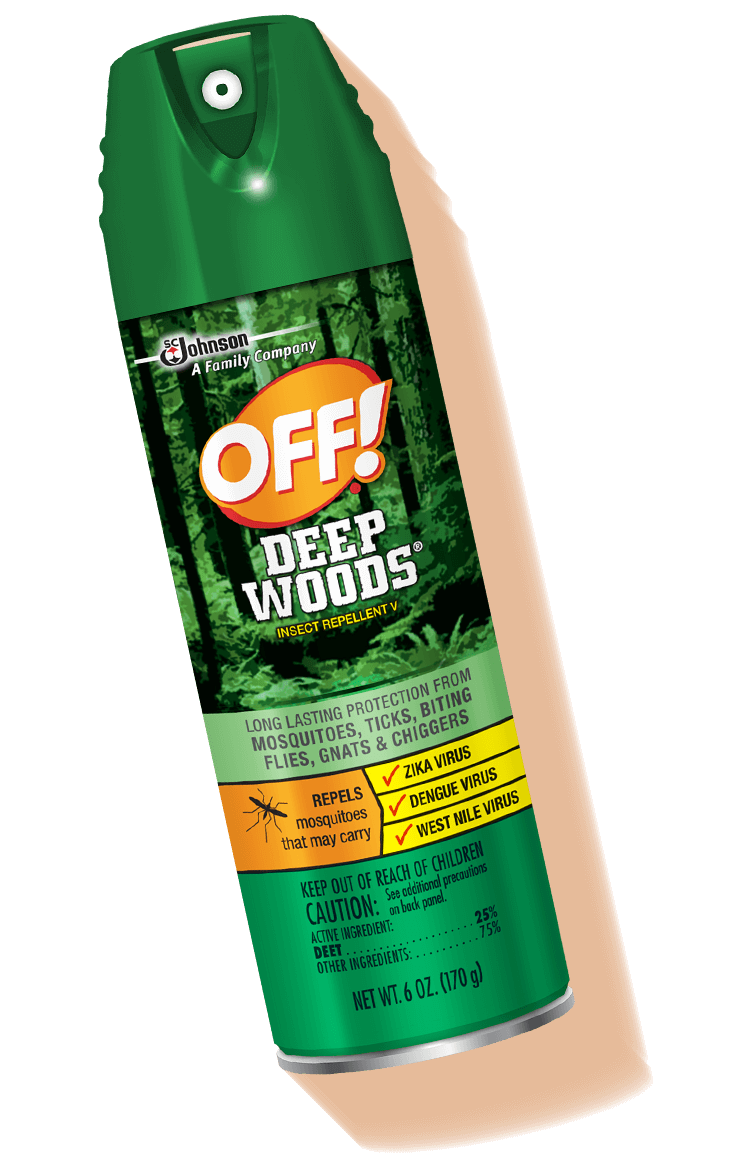 SC Johnson
A Family Company
OFF!
DEEP
WOODS®
INSECT REPELLENT V
LONG LASTING PROTECTION FROM
MOSQUITOES, TICKS, BITING
FLIES, GNATS & CHIGGERS
REPELS
mosquitoes
that may carry
ZIKA VIRUS
DENGUE VIRUS
WEST NILE VIRUS
KEEP OUT OF REACH OF CHILDREN
CAUTION: See additional precautions
on back panel.
ACTIVE INGREDIENT:
DEET . . . . . . . . . . . . . . . . . . . . 25%
OTHER INGREDIENTS: . . . . . . . . . . 75%
NET WT. 6 OZ. (170 g)